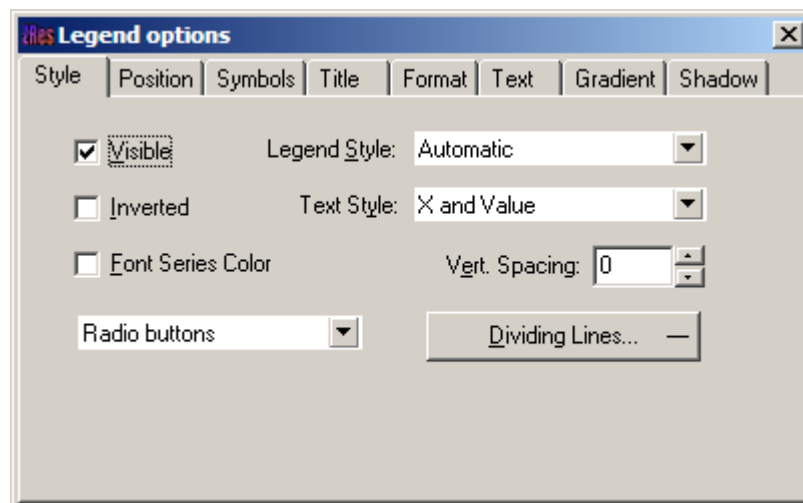 iRes Legend options
Style Position Symbols Title Format Text Gradient Shadow
Visible Legend Style: Automatic
Inverted Text Style: X and Value
Font Series Color Vert. Spacing: 0
Radio buttons Dividing Lines...